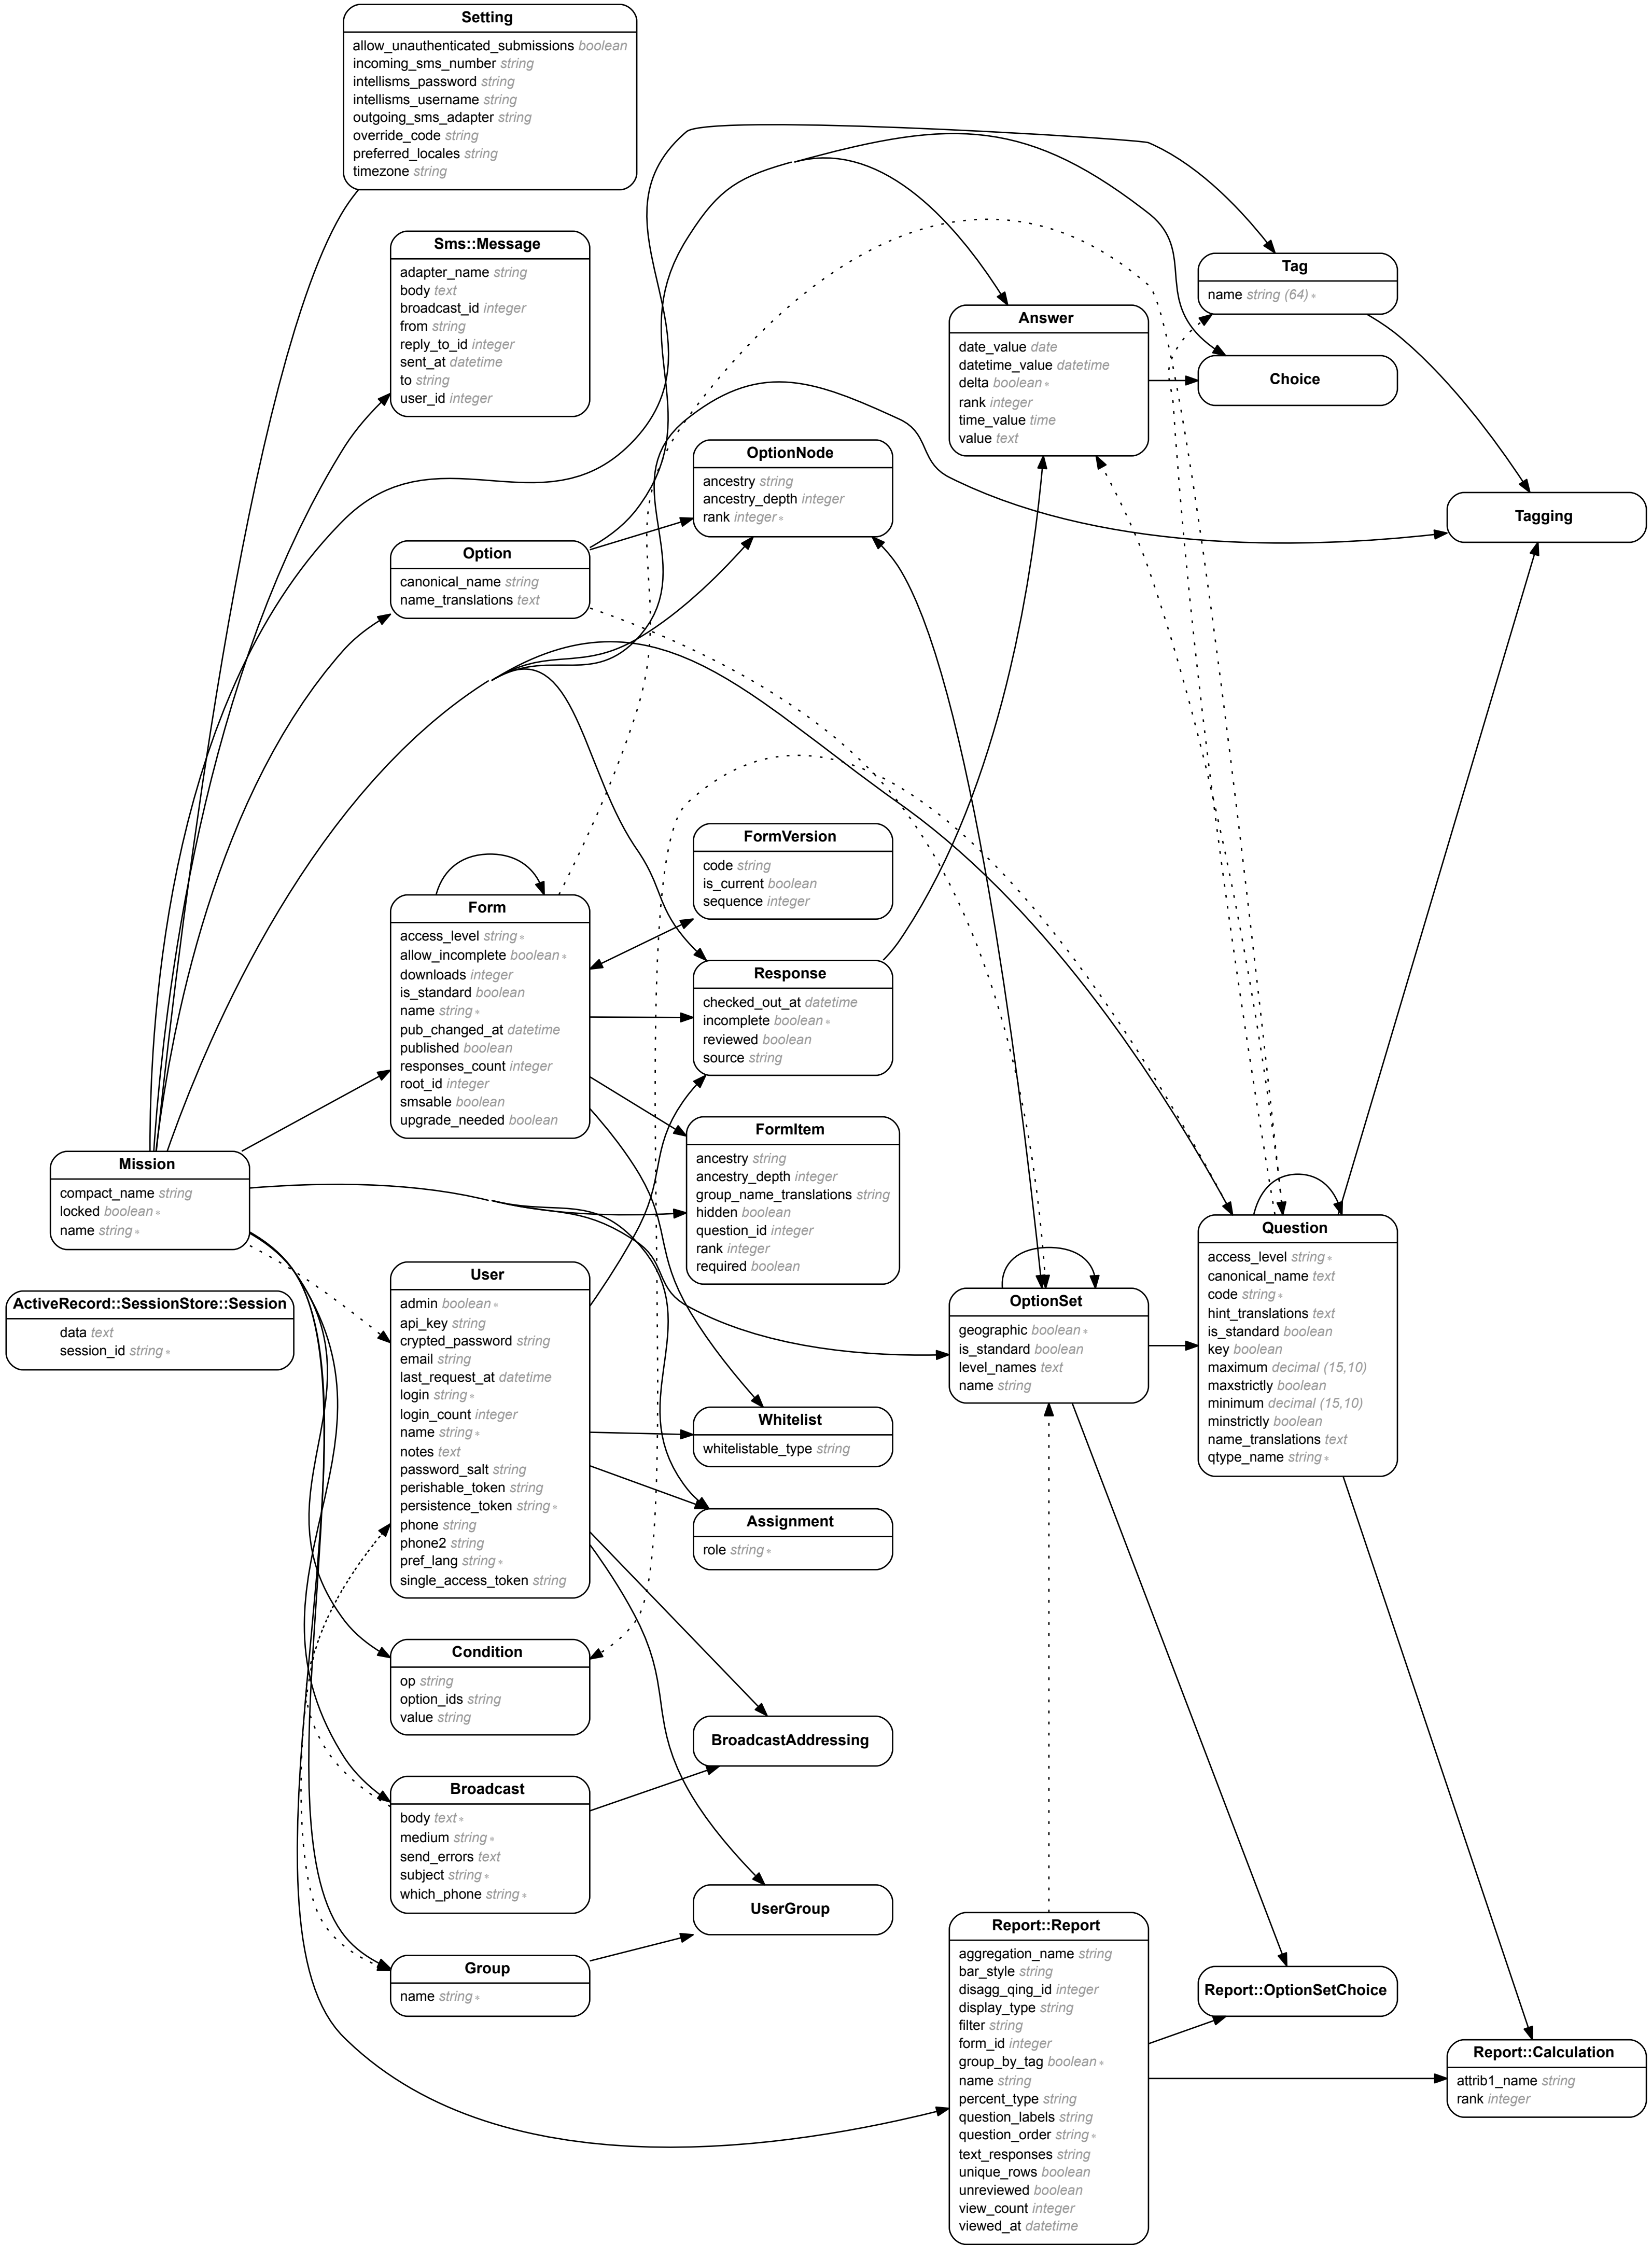 Setting
allow_unauthenticated_submissions boolean
incoming_sms_number string
intellisms_password string
intellisms_username string
outgoing_sms_adapter string
override_code string
preferred_locales string
timezone string
Sms::Message
adapter_name string
body text
broadcast_id integer
from string
reply_to_id integer
sent_at datetime
to string
user_id integer
Tag
name string (64) ∗
Answer
date_value date
datetime_value datetime
delta boolean ∗
rank integer
time_value time
value text
Choice
OptionNode
ancestry string
ancestry_depth integer
rank integer ∗
Tagging
Option
canonical_name string
name_translations text
FormVersion
code string
is_current boolean
sequence integer
Form
access_level string ∗
allow_incomplete boolean ∗
downloads integer
is_standard boolean
name string ∗
pub_changed_at datetime
published boolean
responses_count integer
root_id integer
smsable boolean
upgrade_needed boolean
Response
checked_out_at datetime
incomplete boolean ∗
reviewed boolean
source string
FormItem
ancestry string
ancestry_depth integer
group_name_translations string
hidden boolean
question_id integer
rank integer
required boolean
Mission
compact_name string
locked boolean ∗
name string ∗
ActiveRecord::SessionStore::Session
data text
session_id string ∗
User
admin boolean ∗
api_key string
crypted_password string
email string
last_request_at datetime
login string ∗
login_count integer
name string ∗
notes text
password_salt string
perishable_token string
persistence_token string ∗
phone string
phone2 string
pref_lang string ∗
single_access_token string
OptionSet
geographic boolean ∗
is_standard boolean
level_names text
name string
Question
access_level string ∗
canonical_name text
code string ∗
hint_translations text
is_standard boolean
key boolean
maximum decimal (15,10)
maxstrictly boolean
minimum decimal (15,10)
minstrictly boolean
name_translations text
qtype_name string ∗
Whitelist
whitelistable_type string
Assignment
role string ∗
Condition
op string
option_ids string
value string
BroadcastAddressing
Broadcast
body text ∗
medium string ∗
send_errors text
subject string ∗
which_phone string ∗
UserGroup
Group
name string ∗
Report::Report
aggregation_name string
bar_style string
disagg_qing_id integer
display_type string
filter string
form_id integer
group_by_tag boolean ∗
name string
percent_type string
question_labels string
question_order string ∗
text_responses string
unique_rows boolean
unreviewed boolean
view_count integer
viewed_at datetime
Report::OptionSetChoice
Report::Calculation
attrib1_name string
rank integer